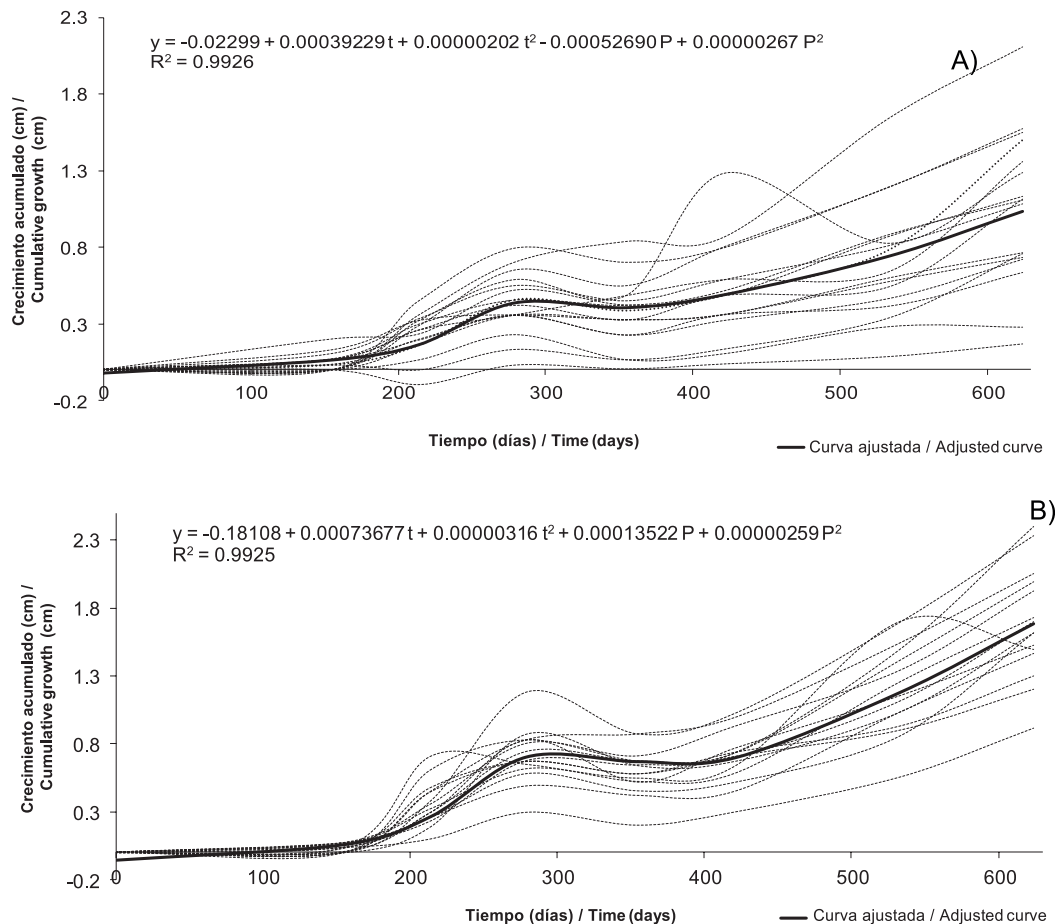 2.3
y = -0.02299 + 0.00039229 t + 0.00000202 t² - 0.00052690 P + 0.00000267 P²
R² = 0.9926
A)
1.8
1.3
0.8
0.3
-0.2
Crecimiento acumulado (cm) /
Cumulative growth (cm)
0 100 200 300 400 500 600
Tiempo (días) / Time (days)
Curva ajustada / Adjusted curve
B)
y = -0.18108 + 0.00073677 t + 0.00000316 t² + 0.00013522 P + 0.00000259 P²
R² = 0.9925
2.3
1.8
1.3
0.8
0.3
-0.2
Crecimiento acumulado (cm) /
Cumulative growth (cm)
0 100 200 300 400 500 600
Tiempo (días) / Time (days)
Curva ajustada / Adjusted curve